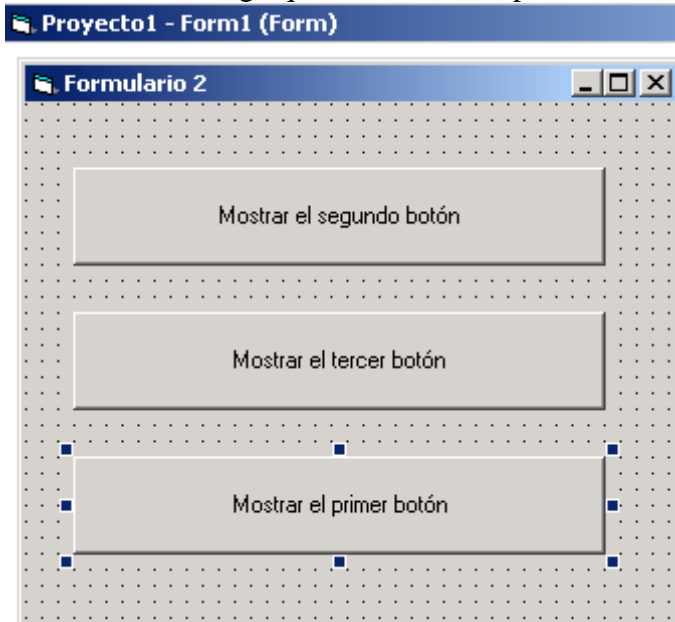 Proyecto1 - Form1 (Form)
Formulario 2
Mostrar el segundo botón
Mostrar el tercer botón
Mostrar el primer botón